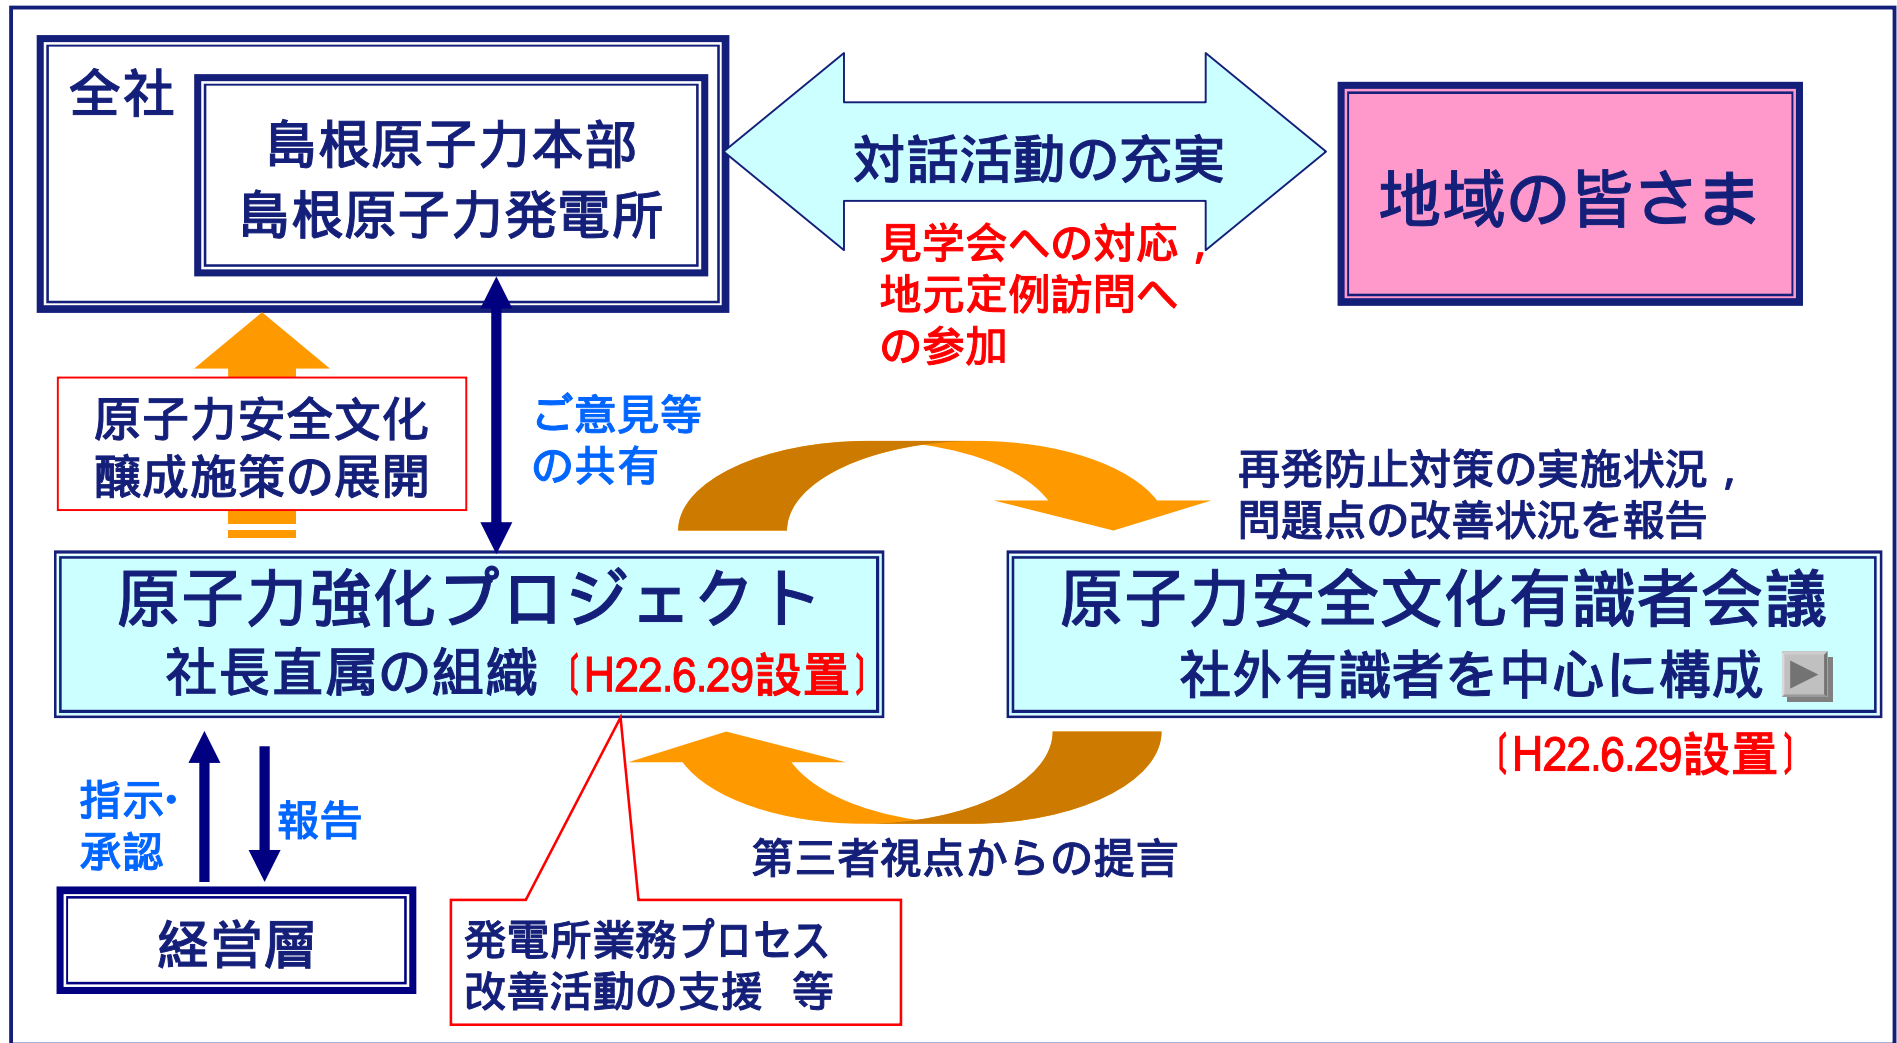 全社
島根原子力本部
島根原子力発電所
対話活動の充実
見学会への対応，
地元定例訪問へ
の参加
地域の皆さま
原子力安全文化
醸成施策の展開
ご意見等
の共有
再発防止対策の実施状況，
問題点の改善状況を報告
原子力強化プロジェクト
社長直属の組織〔H22.6.29設置〕
原子力安全文化有識者会議
社外有識者を中心に構成
〔H22.6.29設置〕
指示・
承認
報告
第三者視点からの提言
経営層
発電所業務プロセス
改善活動の支援　等